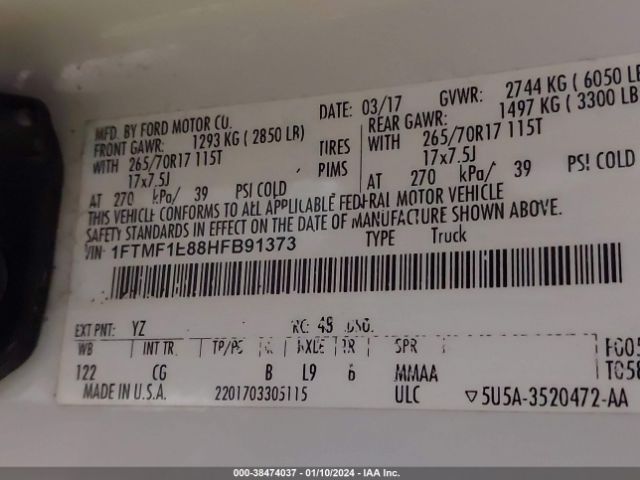 MFD. BY FORD MOTOR CO.
DATE: 03/17 GVWR: 2744 KG ( 6050 LB
FRONT GAWR: 1293 KG ( 2850 LB)
REAR GAWR: 1497 KG ( 3300 LB
WITH 265/70R17 115T TIRES WITH 265/70R17 115T
17x7.5J PIMS 17x7.5J
AT 270 kPa/ 39 PSI COLD AT 270 kPa/ 39 PSI COLD
THIS VEHICLE CONFORMS TO ALL APPLICABLE FEDERAL MOTOR VEHICLE
SAFETY STANDARDS IN EFFECT ON THE DATE OF MANUFACTURE SHOWN ABOVE.
VIN: 1FTMF1E88HFB91373 TYPE Truck
EXT PNT: YZ RC: 48 DSO:
WB INT TR. TP/PS R AXLE TR SPR
122 CG B L9 6 MMAA
MADE IN U.S.A. 2201703305115 ULC ▽5U5A-3520472-AA
000-38474037 - 01/10/2024 - IAA Inc.